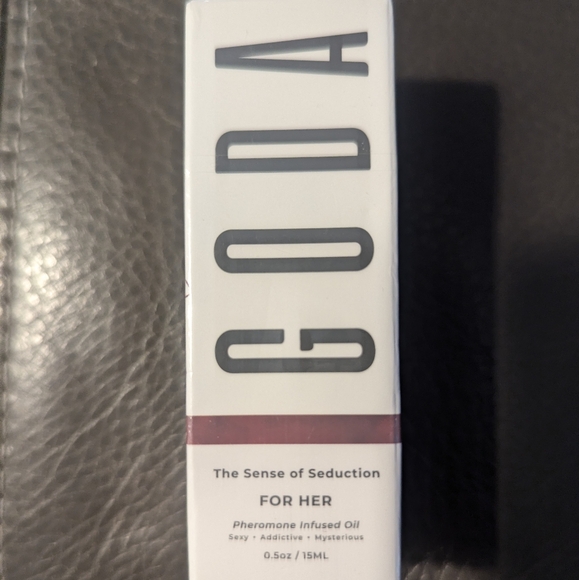 GODA
The Sense of Seduction
FOR HER
Pheromone Infused Oil
Sexy • Addictive • Mysterious
0.5oz / 15ML